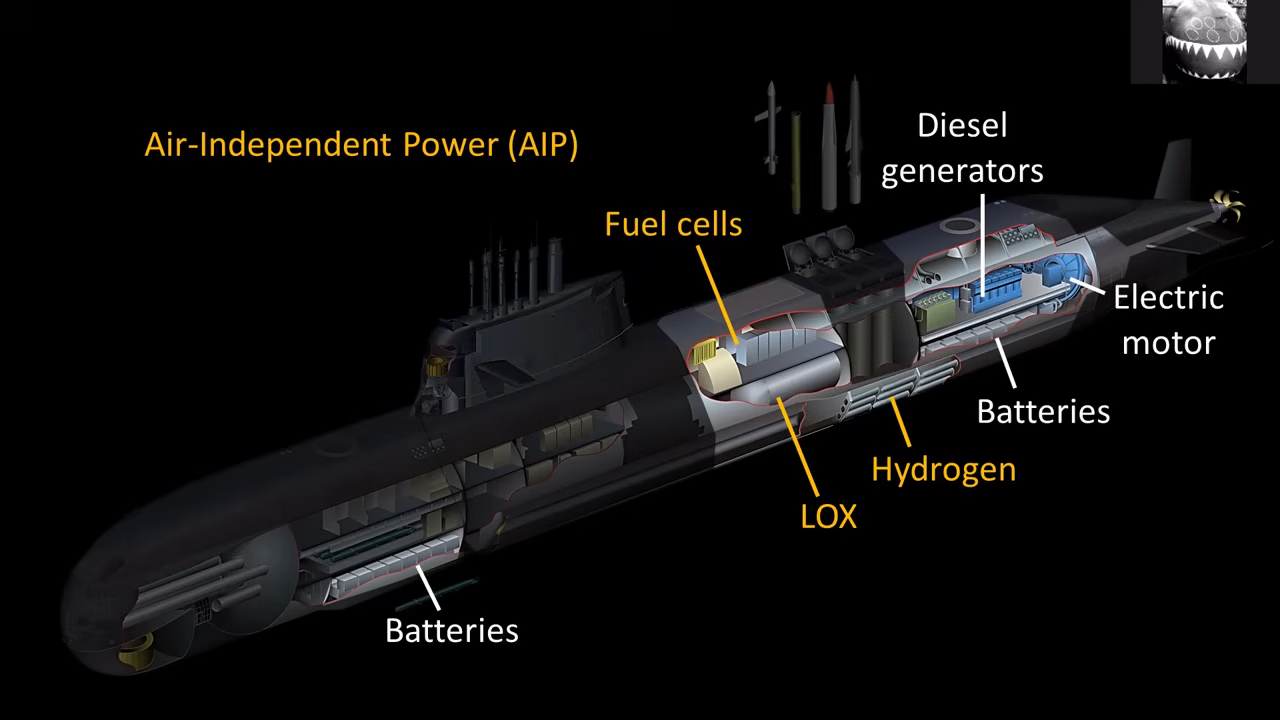 Air-Independent Power (AIP)
Diesel
generators
Fuel cells
Electric
motor
Batteries
Hydrogen
LOX
Batteries